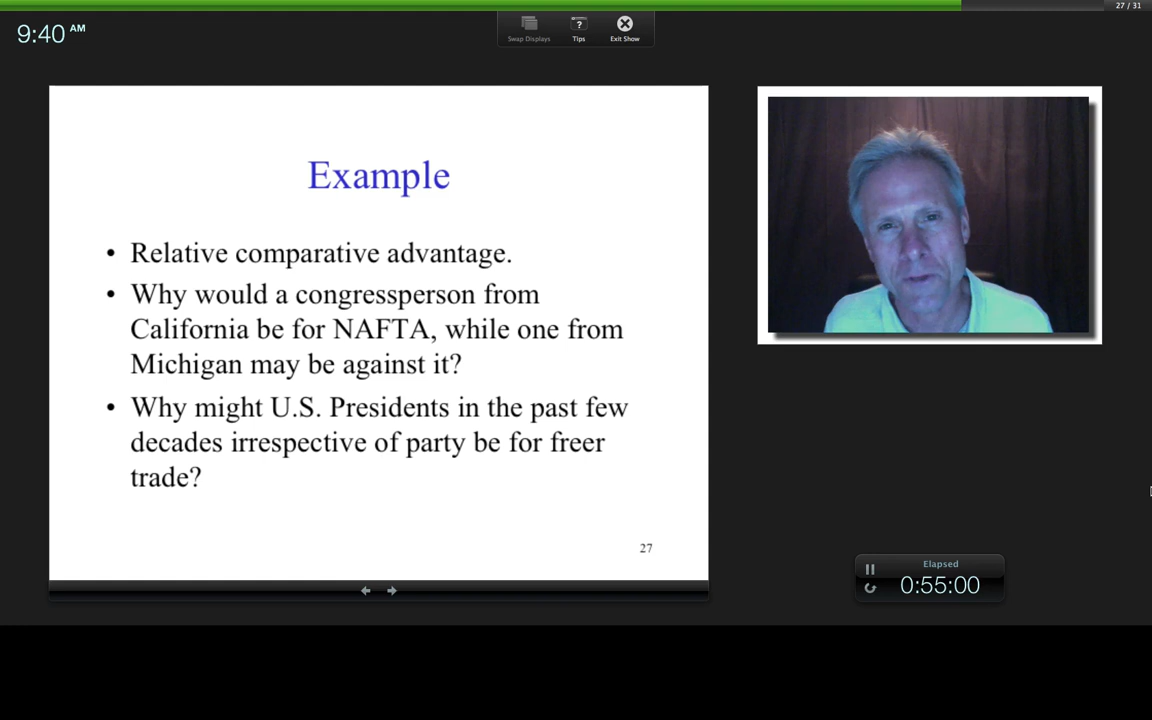 27 / 31
9:40 AM
?
Swap Displays
Tips
Exit Show
Example
• Relative comparative advantage.
• Why would a congressperson from
California be for NAFTA, while one from
Michigan may be against it?
• Why might U.S. Presidents in the past few
decades irrespective of party be for freer
trade?
27
Elapsed
0:55:00